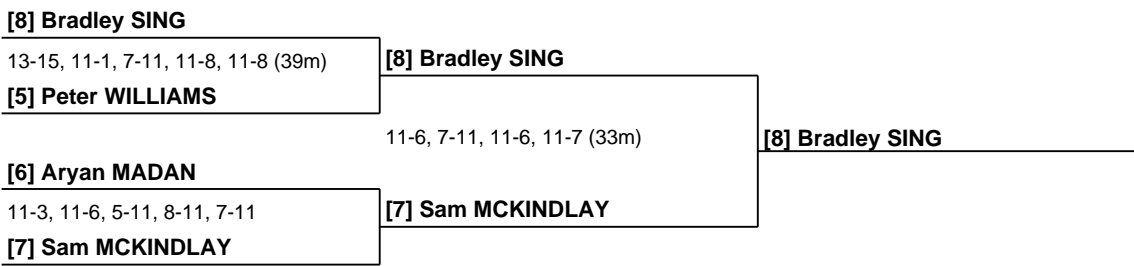 [8] Bradley SING
13-15, 11-1, 7-11, 11-8, 11-8 (39m)
[5] Peter WILLIAMS
[8] Bradley SING
11-6, 7-11, 11-6, 11-7 (33m)
[8] Bradley SING
[6] Aryan MADAN
11-3, 11-6, 5-11, 8-11, 7-11
[7] Sam MCKINDLAY
[7] Sam MCKINDLAY